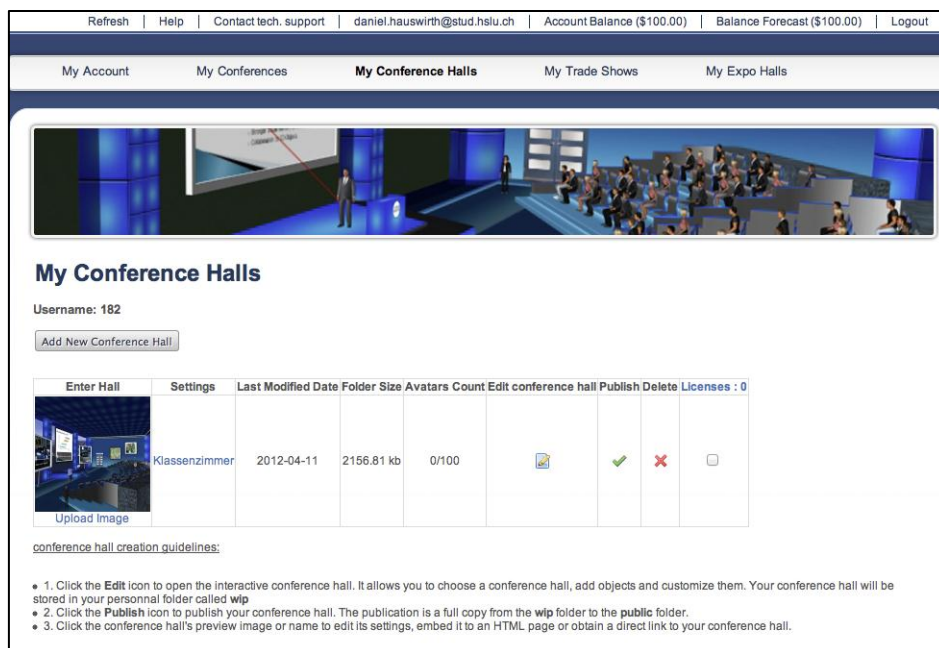 Refresh | Help | Contact tech. support | daniel.hauswirth@stud.hslu.ch | Account Balance ($100.00) | Balance Forecast ($100.00) | Logout
My Account My Conferences My Conference Halls My Trade Shows My Expo Halls
My Conference Halls
Username: 182
Add New Conference Hall
Enter Hall Settings Last Modified Date Folder Size Avatars Count Edit conference hall Publish Delete Licenses : 0
Klassenzimmer 2012-04-11 2156.81 kb 0/100
Upload Image
conference hall creation guidelines:
• 1. Click the Edit icon to open the interactive conference hall. It allows you to choose a conference hall, add objects and customize them. Your conference hall will be
stored in your personnal folder called wip
• 2. Click the Publish icon to publish your conference hall. The publication is a full copy from the wip folder to the public folder.
• 3. Click the conference hall's preview image or name to edit its settings, embed it to an HTML page or obtain a direct link to your conference hall.